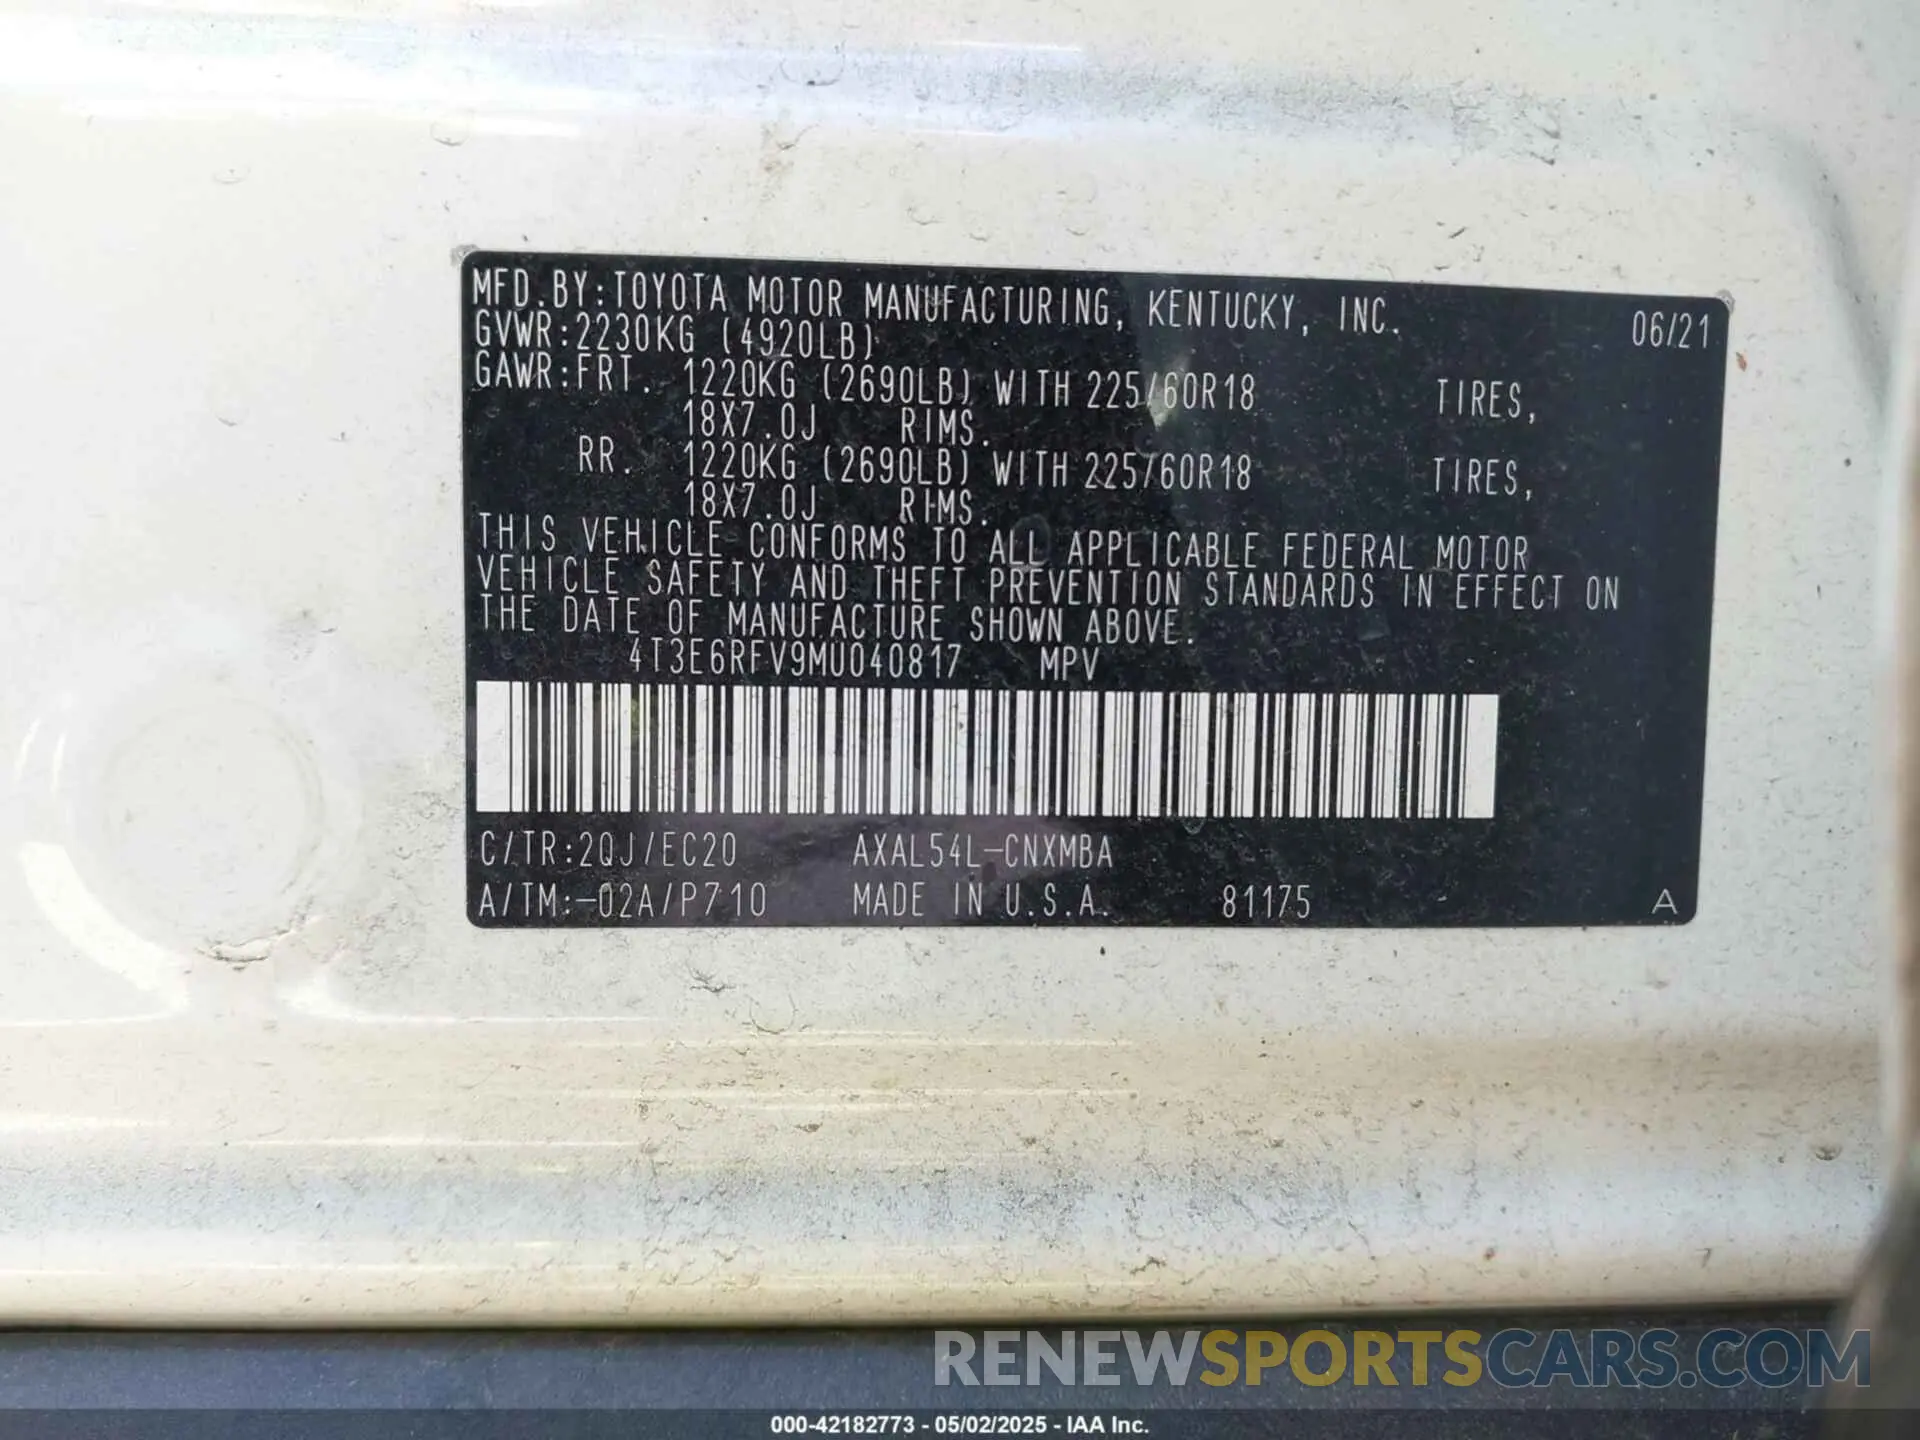 MFD.BY:TOYOTA MOTOR MANUFACTURING, KENTUCKY, INC. 06/21
GVWR:2230KG (4920LB)
GAWR:FRT. 1220KG (2690LB) WITH 225/60R18 TIRES,
18X7.0J RIMS.
RR. 1220KG (2690LB) WITH 225/60R18 TIRES,
18X7.0J RIMS.
THIS VEHICLE CONFORMS TO ALL APPLICABLE FEDERAL MOTOR
VEHICLE SAFETY AND THEFT PREVENTION STANDARDS IN EFFECT ON
THE DATE OF MANUFACTURE SHOWN ABOVE.
4T3E6RFV9MU040817 MPV
C/TR:2QJ/EC20 AXAL54L-CNXMBA
A/TM:-02A/P710 MADE IN U.S.A. 81175 A
RENEWSPORTSCARS.COM
000-42182773 - 05/02/2025 - IAA Inc.